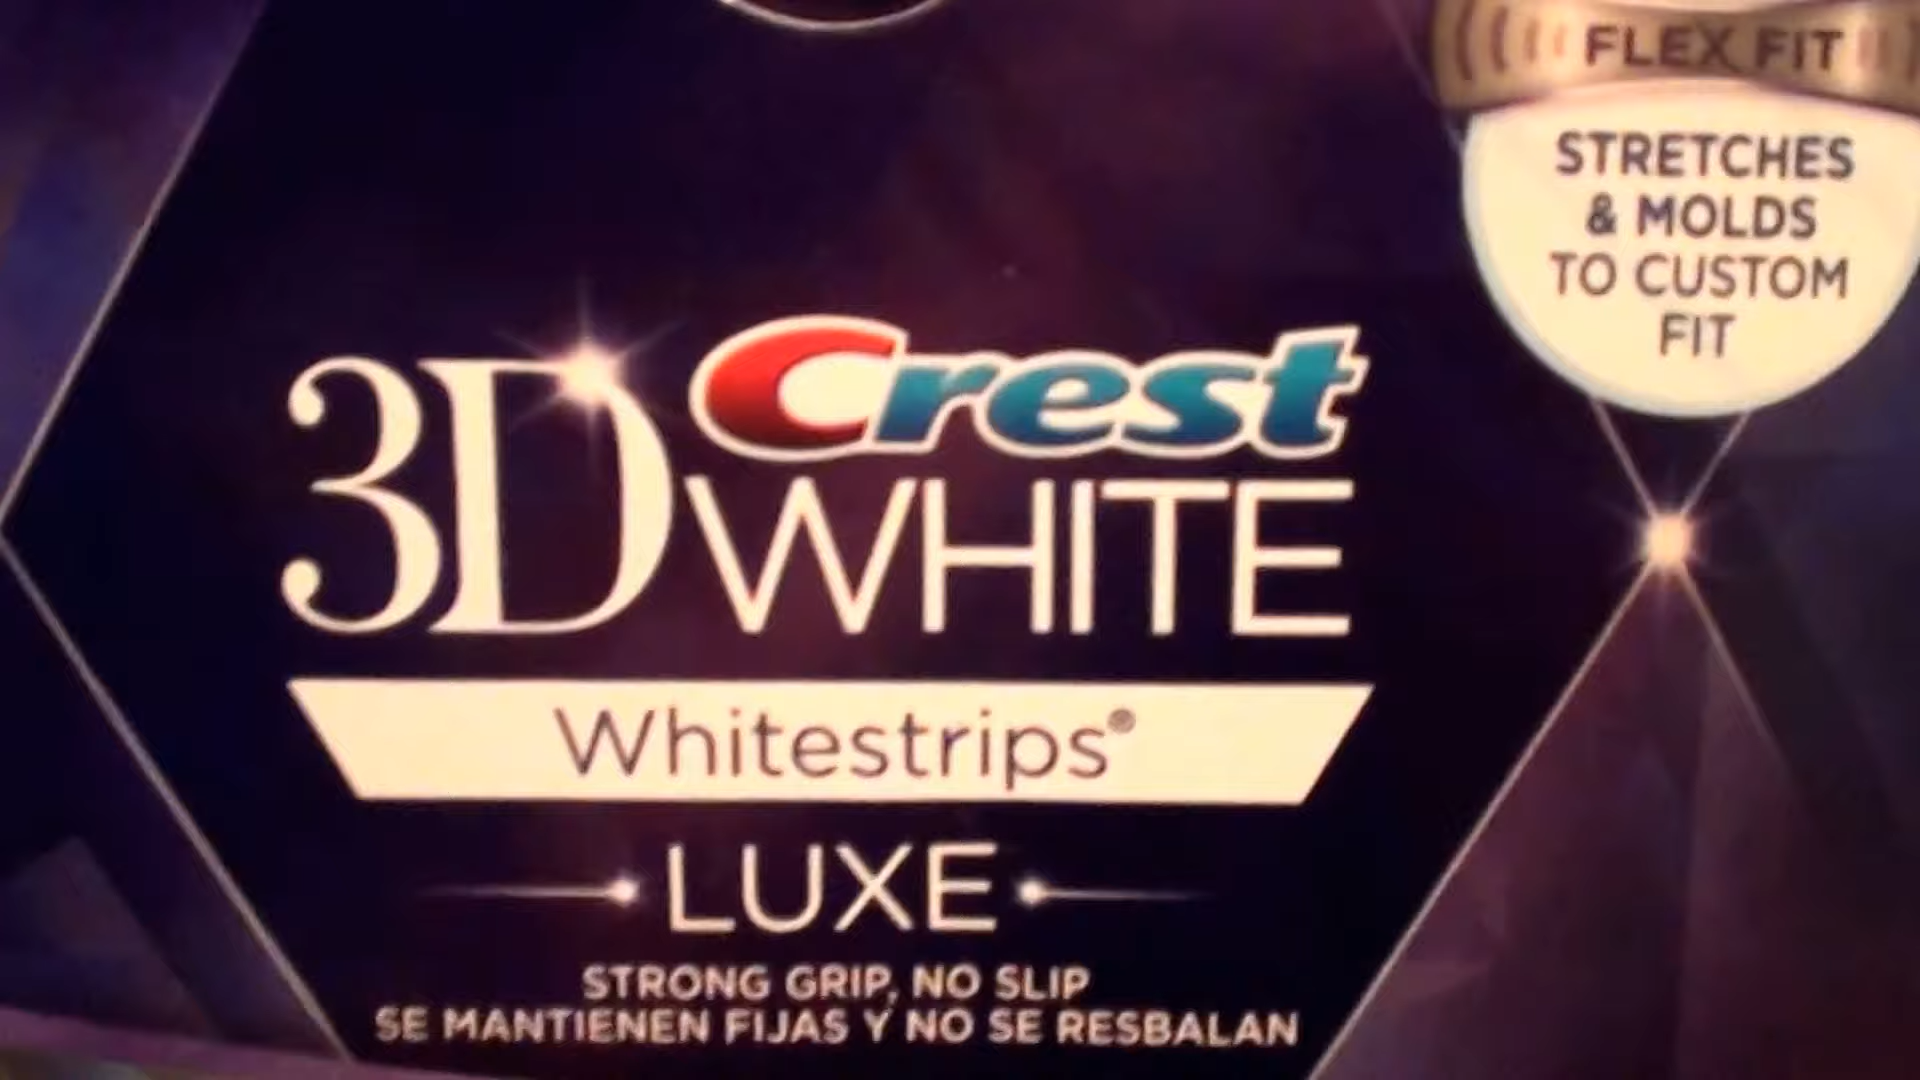 FLEX FIT
STRETCHES
& MOLDS
TO CUSTOM
FIT
Crest
3D WHITE
Whitestrips®
LUXE
STRONG GRIP, NO SLIP
SE MANTIENEN FIJAS Y NO SE RESBALAN